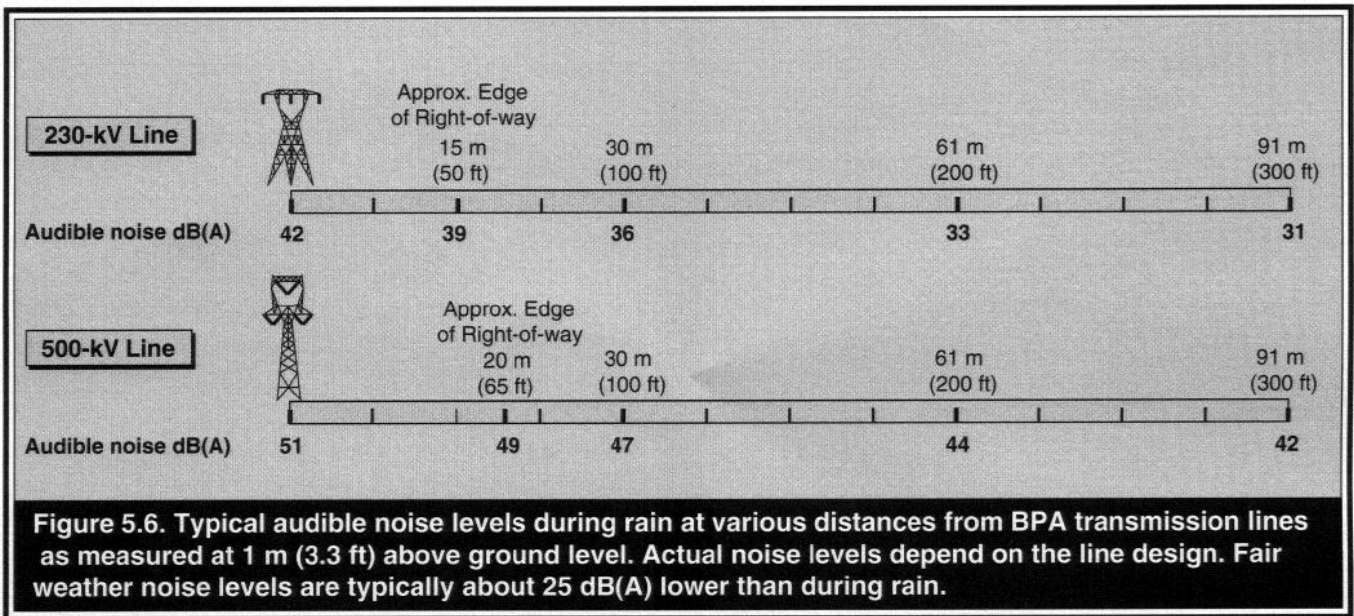 Approx. Edge
of Right-of-way
230-kV Line
15 m 30 m 61 m 91 m
(50 ft) (100 ft) (200 ft) (300 ft)
Audible noise dB(A) 42 39 36 33 31
Approx. Edge
of Right-of-way
500-kV Line
20 m 30 m 61 m 91 m
(65 ft) (100 ft) (200 ft) (300 ft)
Audible noise dB(A) 51 49 47 44 42
Figure 5.6. Typical audible noise levels during rain at various distances from BPA transmission lines
as measured at 1 m (3.3 ft) above ground level. Actual noise levels depend on the line design. Fair
weather noise levels are typically about 25 dB(A) lower than during rain.